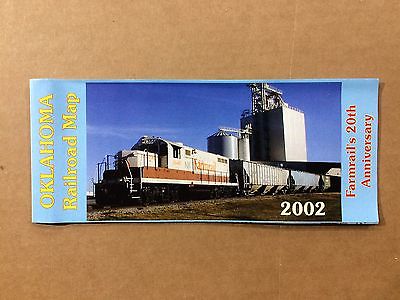 OKLAHOMA
Railroad Map
2002
Farmrail's 20th
Anniversary